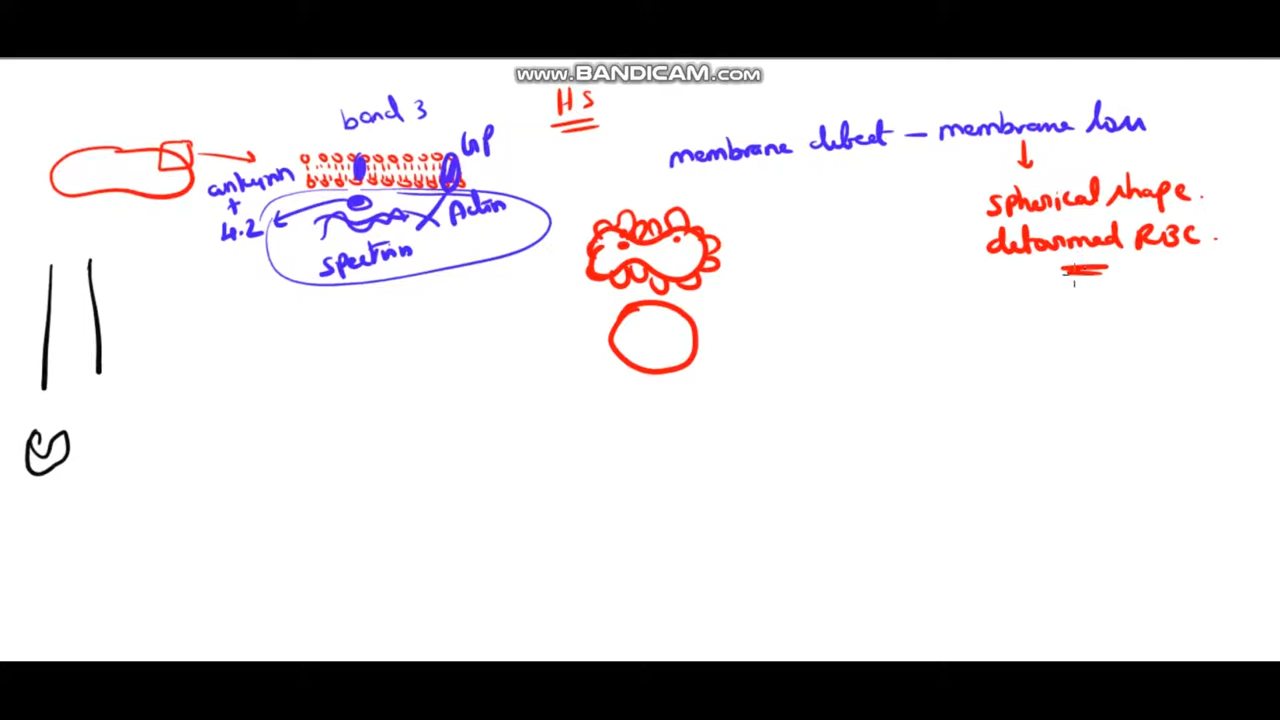 www.BANDICAM.com
HS
band 3
GP
ankyrin
+
4.2
Actin
spectrin
membrane defect – membrane loss
spherical shape.
deformed RBC.